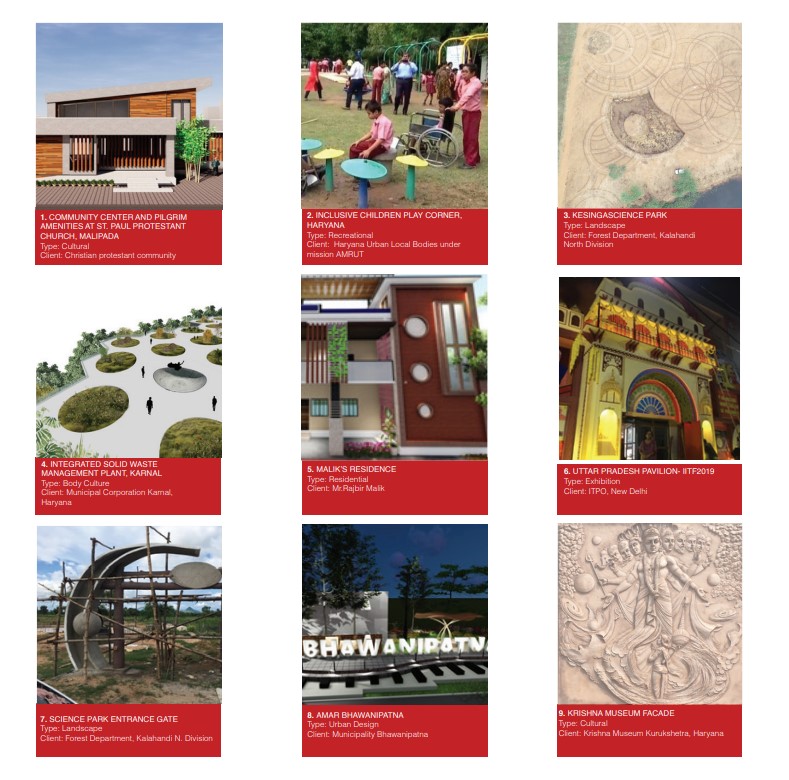 1. COMMUNITY CENTER AND PILGRIM
AMENITIES AT ST. PAUL PROTESTANT
CHURCH, MALIPADA
Type: Cultural
Client: Christian protestant community
2. INCLUSIVE CHILDREN PLAY CORNER,
HARYANA
Type: Recreational
Client: Haryana Urban Local Bodies under
mission AMRUT
3. KESINGASCIENCE PARK
Type: Landscape
Client: Forest Department, Kalahandi
North Division
4. INTEGRATED SOLID WASTE
MANAGEMENT PLANT, KARNAL
Type: Body Culture
Client: Municipal Corporation Karnal,
Haryana
5. MALIK'S RESIDENCE
Type: Residential
Client: Mr.Rajbir Malik
6. UTTAR PRADESH PAVILION- IITF2019
Type: Exhibition
Client: ITPO, New Delhi
7. SCIENCE PARK ENTRANCE GATE
Type: Landscape
Client: Forest Department, Kalahandi N. Division
BHAWANIPATNA
8. AMAR BHAWANIPATNA
Type: Urban Design
Client: Municipality Bhawanipatna
9. KRISHNA MUSEUM FACADE
Type: Cultural
Client: Krishna Museum Kurukshetra, Haryana